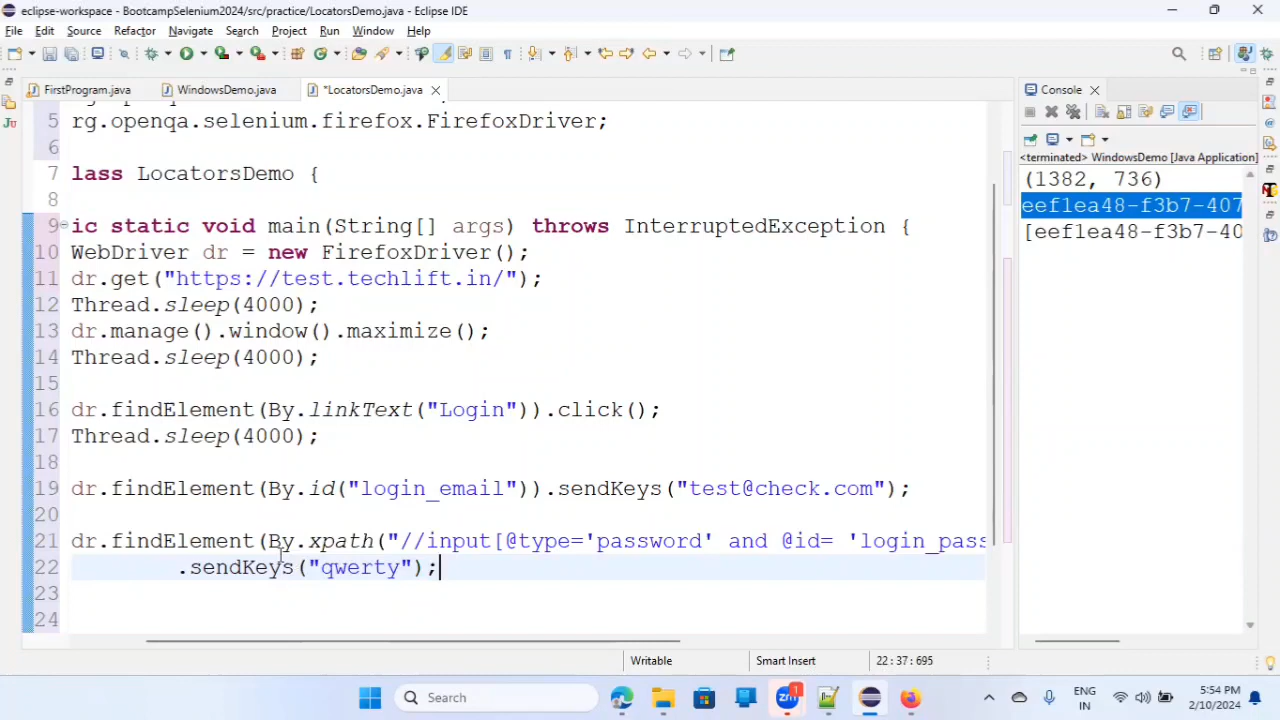 eclipse-workspace - BootcampSelenium2024/src/practice/LocatorsDemo.java - Eclipse IDE
File Edit Source Refactor Navigate Search Project Run Window Help
FirstProgram.java WindowsDemo.java *LocatorsDemo.java
5 rg.openqa.selenium.firefox.FirefoxDriver;
6
7 lass LocatorsDemo {
8
9 ic static void main(String[] args) throws InterruptedException {
10 WebDriver dr = new FirefoxDriver();
11 dr.get("https://test.techlift.in/");
12 Thread.sleep(4000);
13 dr.manage().window().maximize();
14 Thread.sleep(4000);
15
16 dr.findElement(By.linkText("Login")).click();
17 Thread.sleep(4000);
18
19 dr.findElement(By.id("login_email")).sendKeys("test@check.com");
20
21 dr.findElement(By.xpath("//input[@type='password' and @id= 'login_pass
22 .sendKeys("qwerty");
23
24
Console
<terminated> WindowsDemo [Java Application]
(1382, 736)
eef1ea48-f3b7-407
[eef1ea48-f3b7-40
Writable Smart Insert 22 : 37 : 695
Search
zm 1
ENG
IN
5:54 PM
2/10/2024